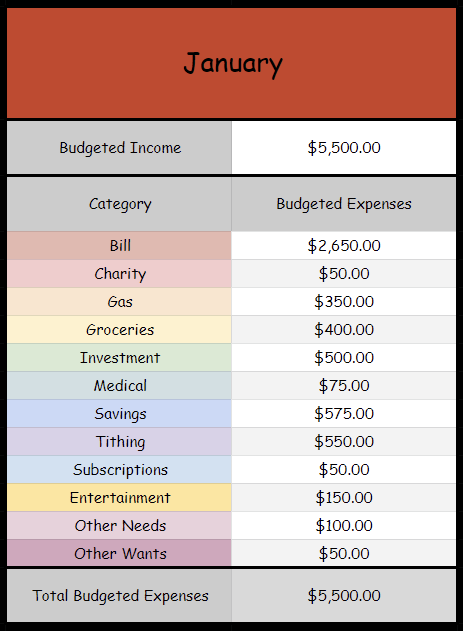 January
Budgeted Income $5,500.00
Category Budgeted Expenses
Bill $2,650.00
Charity $50.00
Gas $350.00
Groceries $400.00
Investment $500.00
Medical $75.00
Savings $575.00
Tithing $550.00
Subscriptions $50.00
Entertainment $150.00
Other Needs $100.00
Other Wants $50.00
Total Budgeted Expenses $5,500.00